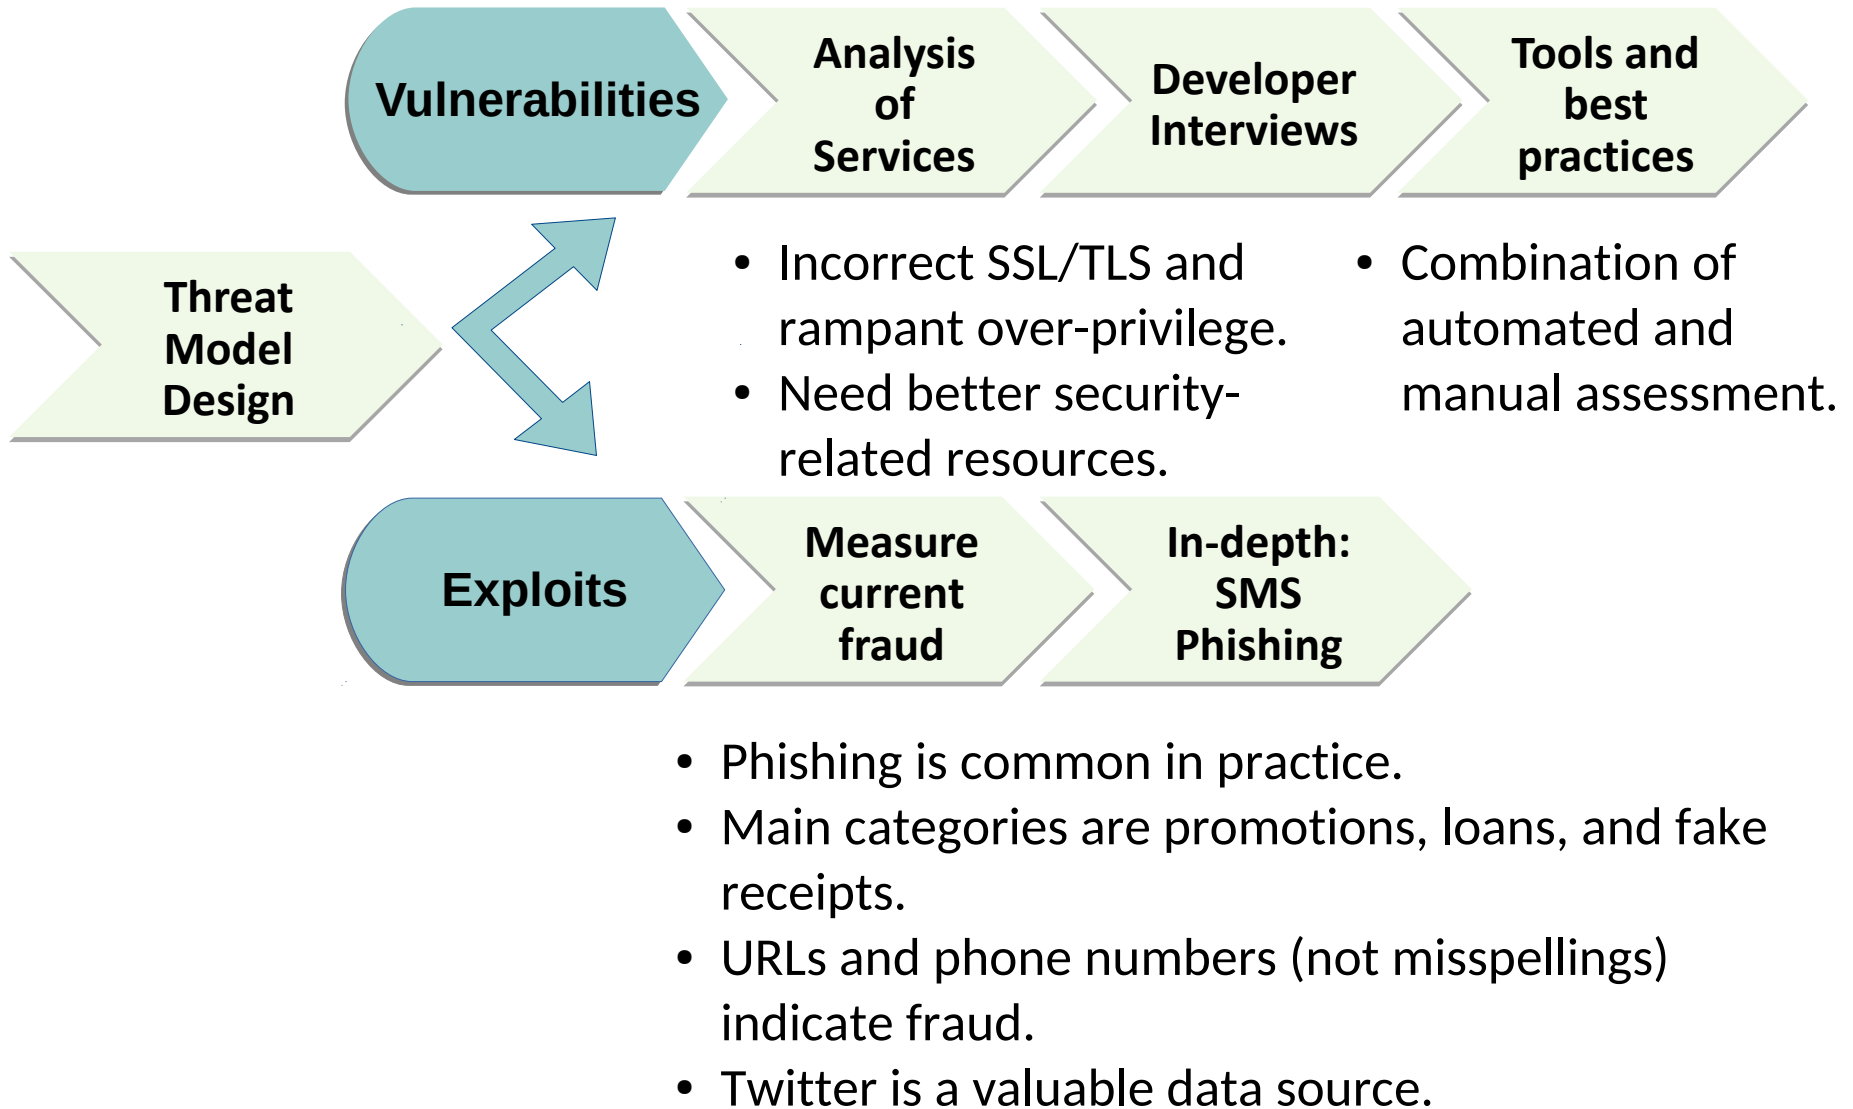 Vulnerabilities
Analysis
of
Services
Developer
Interviews
Tools and
best
practices
Threat
Model
Design
• Incorrect SSL/TLS and
rampant over-privilege.
• Need better security-
related resources.
• Combination of
automated and
manual assessment.
Exploits
Measure
current
fraud
In-depth:
SMS
Phishing
• Phishing is common in practice.
• Main categories are promotions, loans, and fake
receipts.
• URLs and phone numbers (not misspellings)
indicate fraud.
• Twitter is a valuable data source.